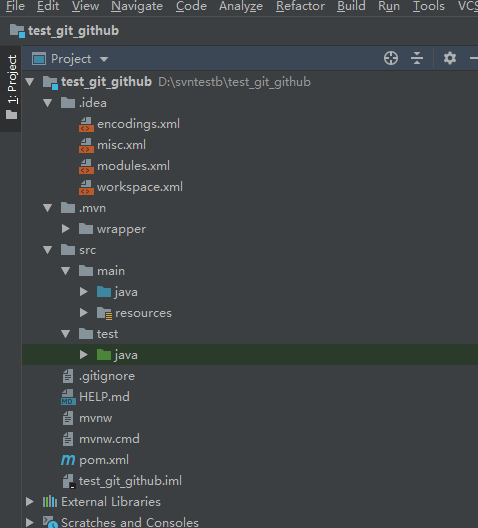 File Edit View Navigate Code Analyze Refactor Build Run Tools VCS
test_git_github
1: Project
Project
test_git_github D:\svntestb\test_git_github
.idea
encodings.xml
misc.xml
modules.xml
workspace.xml
.mvn
wrapper
src
main
java
resources
test
java
.gitignore
MD
HELP.md
mvnw
mvnw.cmd
m
pom.xml
test_git_github.iml
External Libraries
Scratches and Consoles